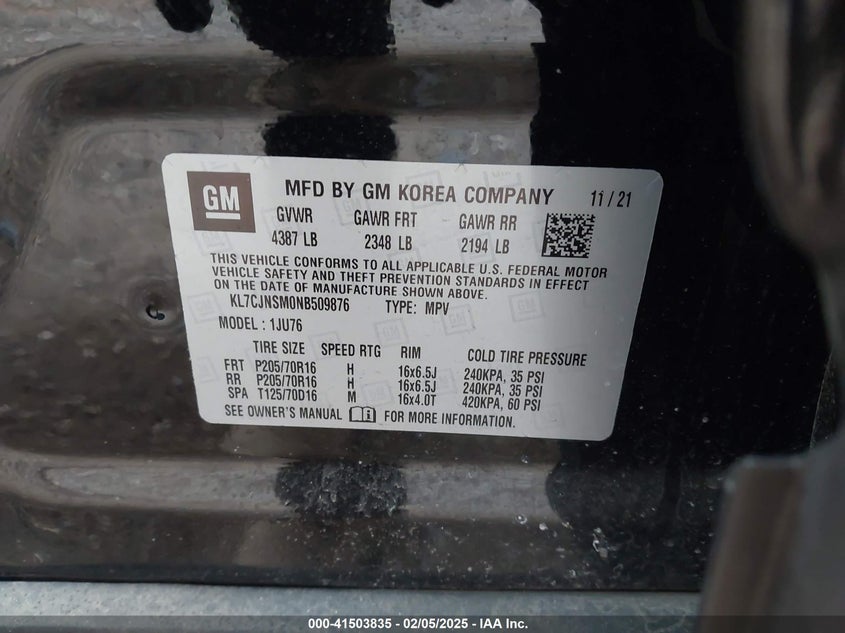 GM
MFD BY GM KOREA COMPANY 11/21
GVWR GAWR FRT GAWR RR
4387 LB 2348 LB 2194 LB
THIS VEHICLE CONFORMS TO ALL APPLICABLE U.S. FEDERAL MOTOR
VEHICLE SAFETY AND THEFT PREVENTION STANDARDS IN EFFECT
ON THE DATE OF MANUFACTURE SHOWN ABOVE.
KL7CJNSM0NB509876 TYPE: MPV
MODEL: 1JU76
TIRE SIZE SPEED RTG RIM COLD TIRE PRESSURE
FRT P205/70R16 H 16x6.5J 240KPA, 35 PSI
RR P205/70R16 H 16x6.5J 240KPA, 35 PSI
SPA T125/70D16 M 16x4.0T 420KPA, 60 PSI
SEE OWNER'S MANUAL FOR MORE INFORMATION.
000-41503835 - 02/05/2025 - IAA Inc.